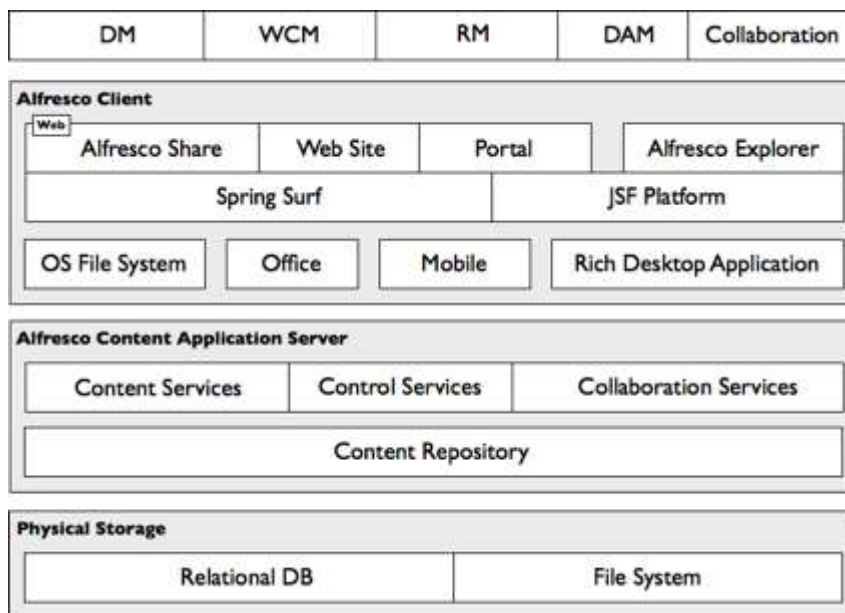 DM WCM RM DAM Collaboration
Alfresco Client
Web
Alfresco Share Web Site Portal Alfresco Explorer
Spring Surf JSF Platform
OS File System Office Mobile Rich Desktop Application
Alfresco Content Application Server
Content Services Control Services Collaboration Services
Content Repository
Physical Storage
Relational DB File System